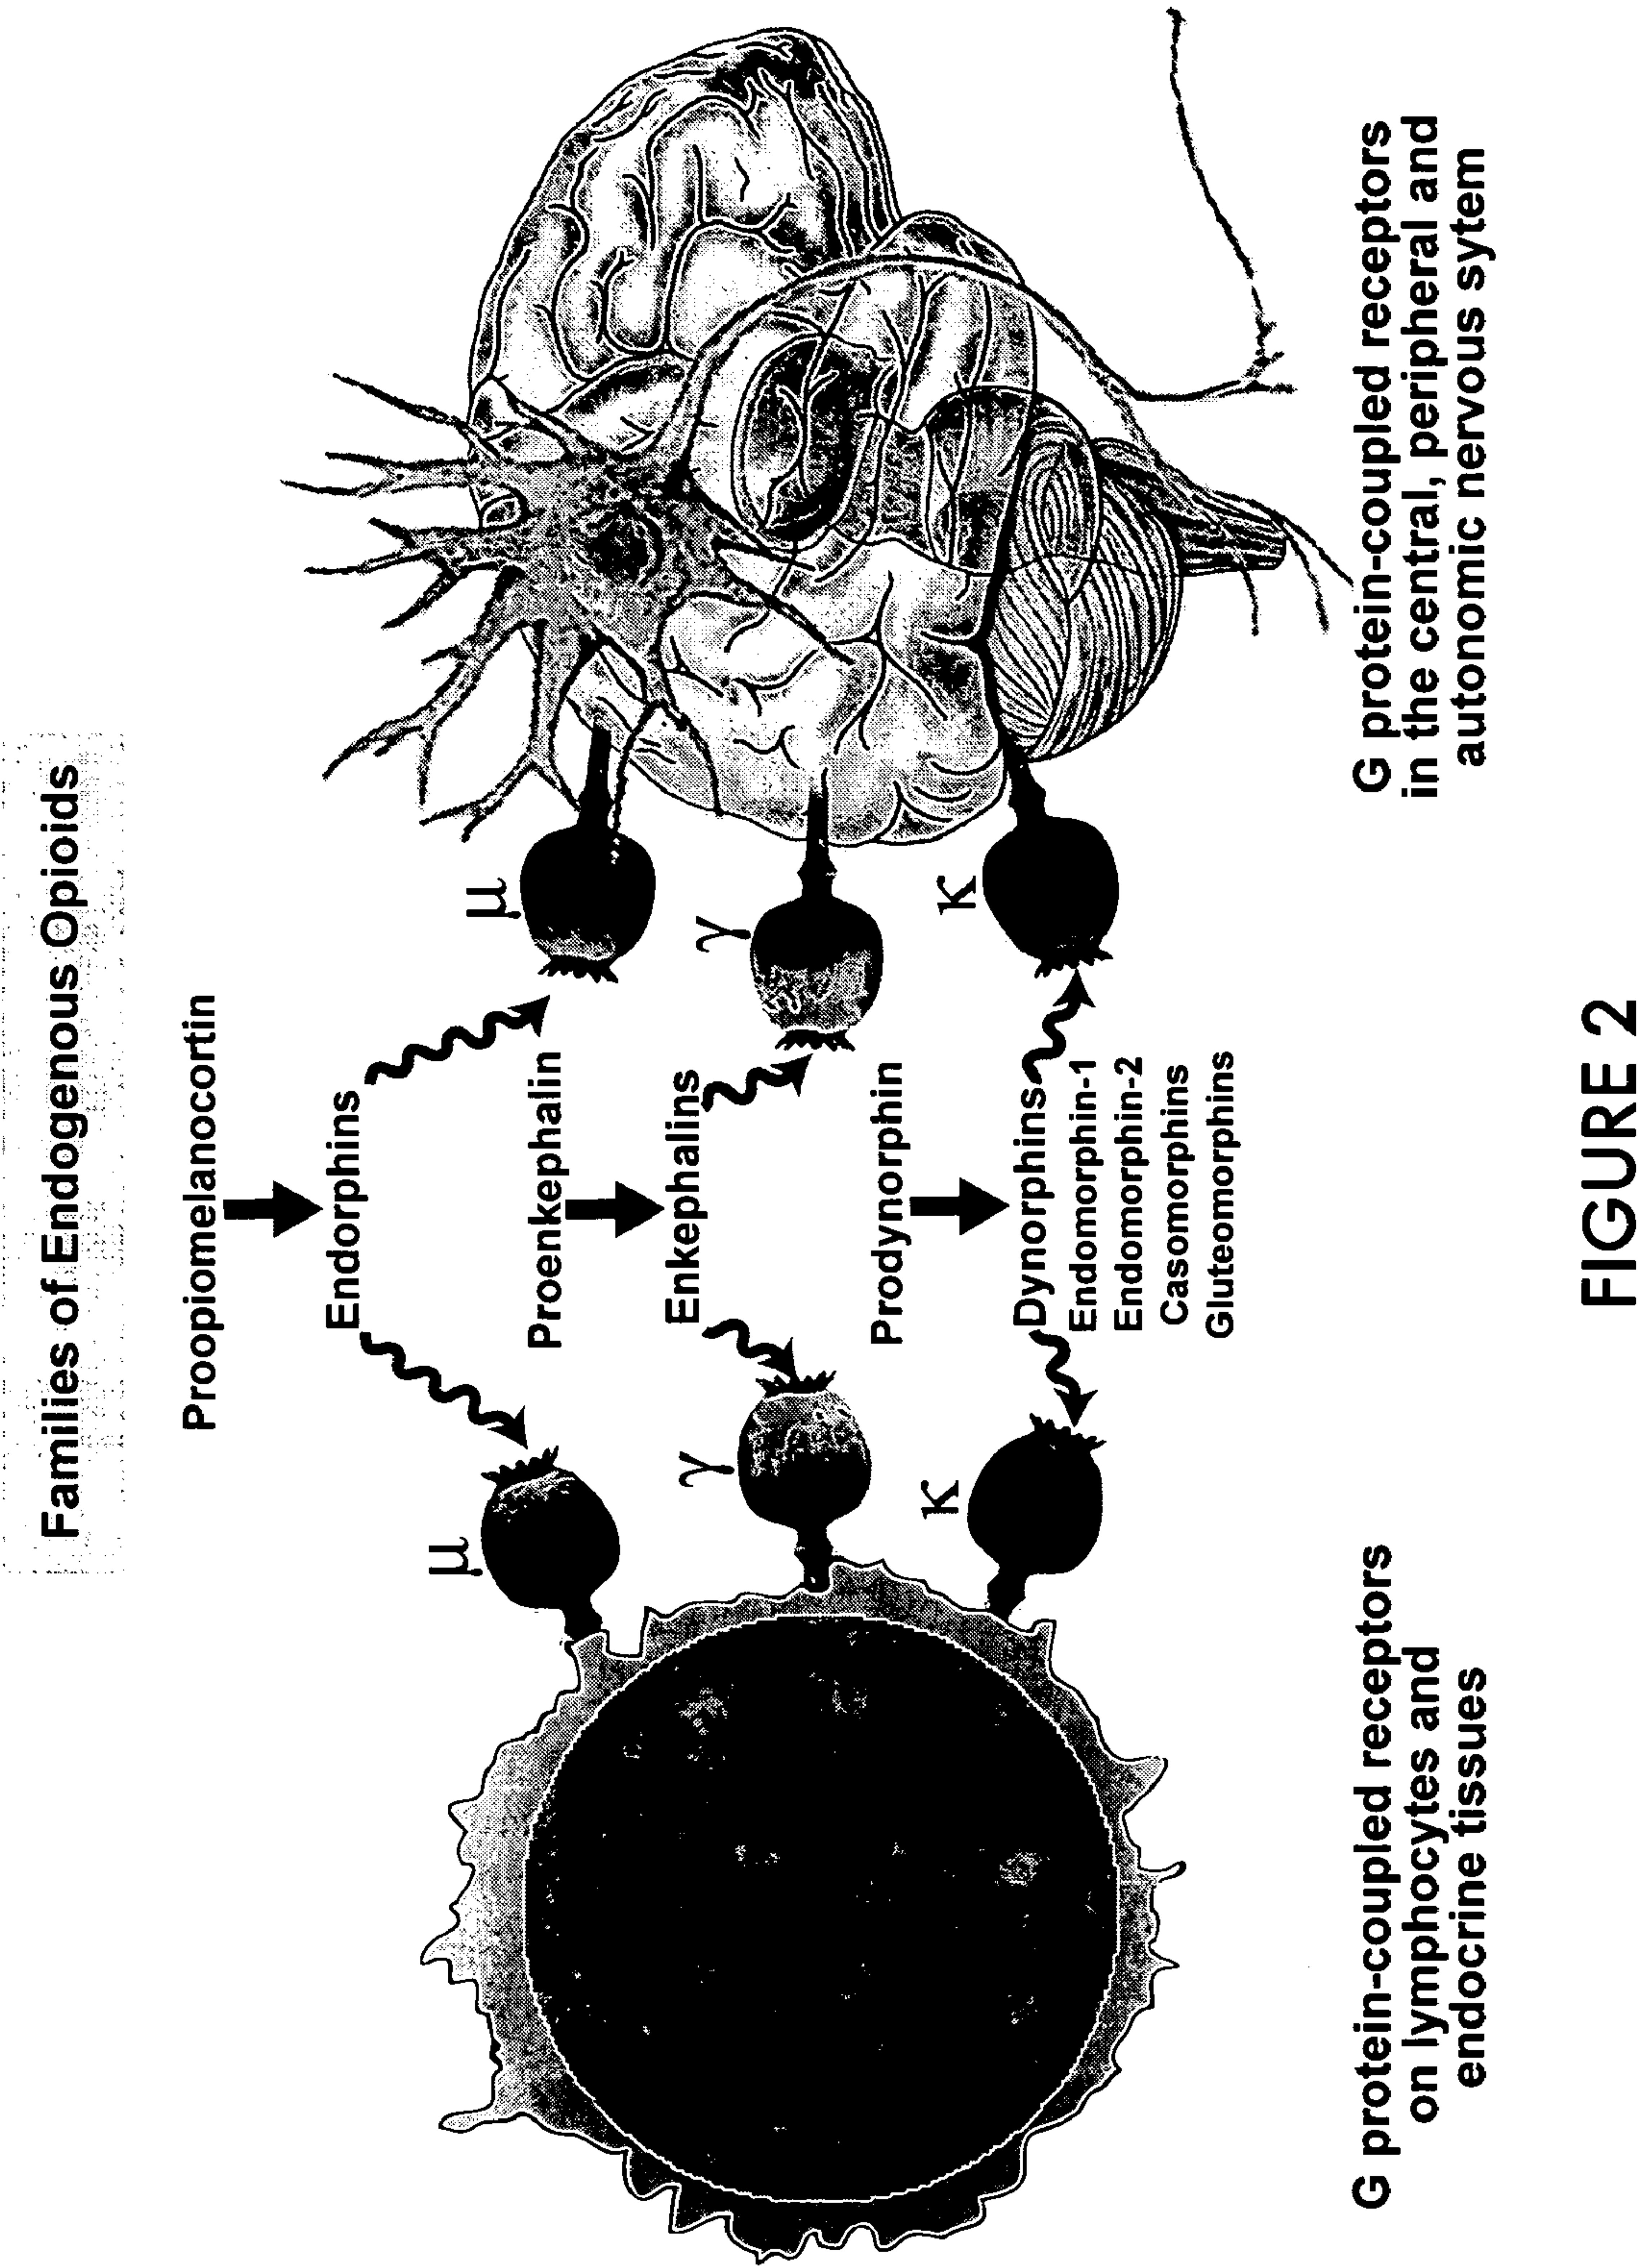 Families of Endogenous Opioids
Proopiomelanocortin
Endorphins
μ
μ
Proenkephalin
Enkephalins
γ
γ
Prodynorphin
Dynorphins
Endomorphin-1
Endomorphin-2
Casomorphins
Gluteomorphins
κ
κ
G protein-coupled receptors
on lymphocytes and
endocrine tissues
G protein-coupled receptors
in the central, peripheral and
autonomic nervous sytem
FIGURE 2